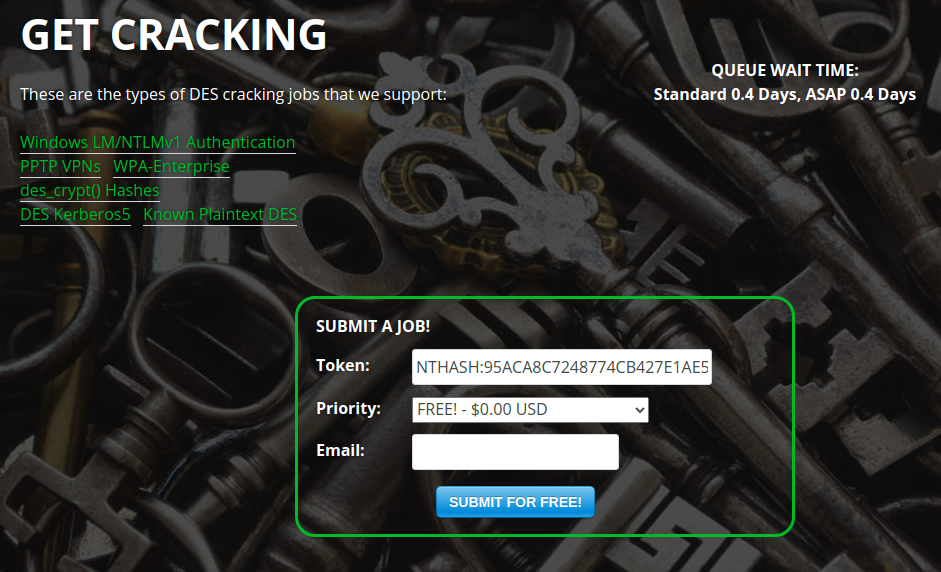 GET CRACKING
QUEUE WAIT TIME:
Standard 0.4 Days, ASAP 0.4 Days
These are the types of DES cracking jobs that we support:
Windows LM/NTLMv1 Authentication
PPTP VPNs WPA-Enterprise
des_crypt() Hashes
DES Kerberos5 Known Plaintext DES
SUBMIT A JOB!
Token: NTHASH:95ACA8C7248774CB427E1AE5
Priority: FREE! - $0.00 USD
Email:
SUBMIT FOR FREE!